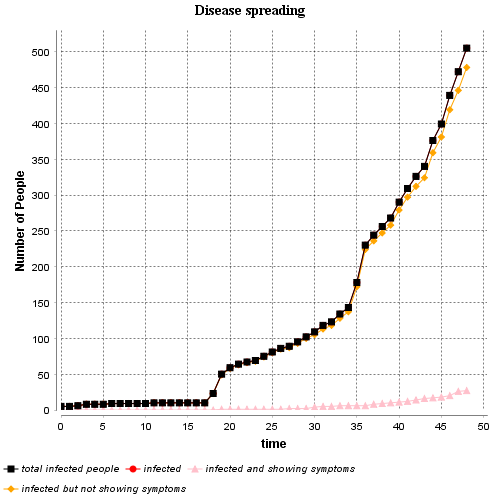 Disease spreading
Number of People
500
450
400
350
300
250
200
150
100
50
0
0 5 10 15 20 25 30 35 40 45 50
time
total infected people infected infected and showing symptoms
infected but not showing symptoms